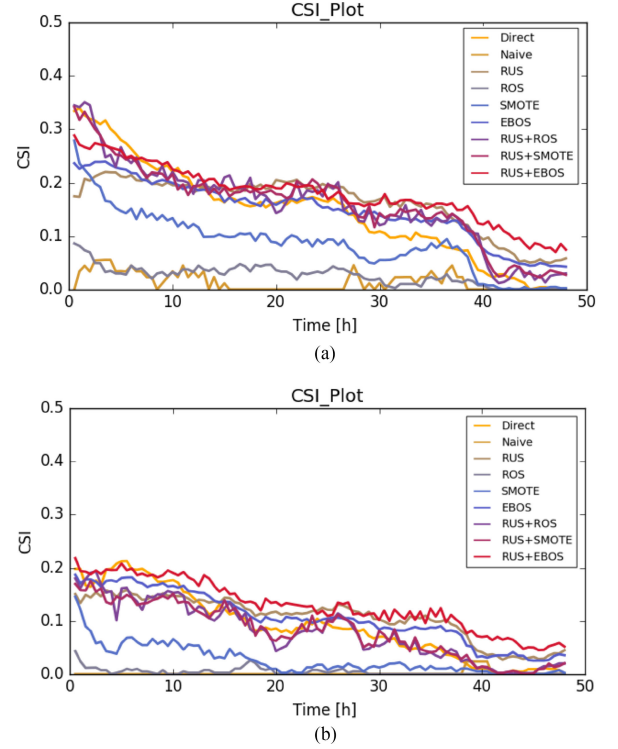 CSI_Plot
0.5
0.4
0.3
0.2
0.1
0.0
CSI
Direct
Naive
RUS
ROS
SMOTE
EBOS
RUS+ROS
RUS+SMOTE
RUS+EBOS
0 10 20 30 40 50
Time [h]
(a)
CSI_Plot
0.5
0.4
0.3
0.2
0.1
0.0
CSI
Direct
Naive
RUS
ROS
SMOTE
EBOS
RUS+ROS
RUS+SMOTE
RUS+EBOS
0 10 20 30 40 50
Time [h]
(b)